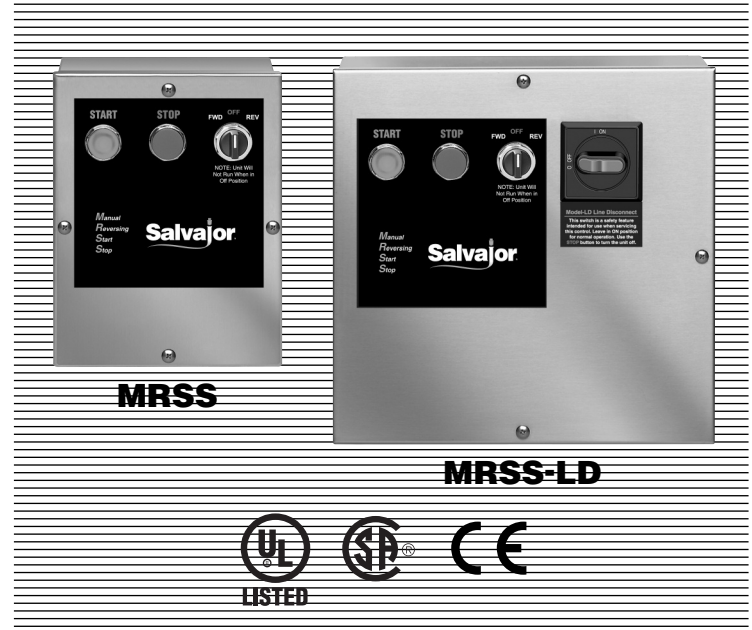 START STOP FWD OFF REV
NOTE: Unit Will
Not Run When in
Off Position
Manual
Reversing
Start
Stop
Salvajor
MRSS
START STOP FWD OFF REV
NOTE: Unit Will
Not Run When in
Off Position
Manual
Reversing
Start
Stop
Salvajor
I ON
O OFF
Model-LD Line Disconnect
This switch is a safety feature
intended for use when servicing
this control. Leave in ON position
for normal operation. Use the
STOP button to turn the unit off.
MRSS-LD
UL
LISTED
SA ®
CE